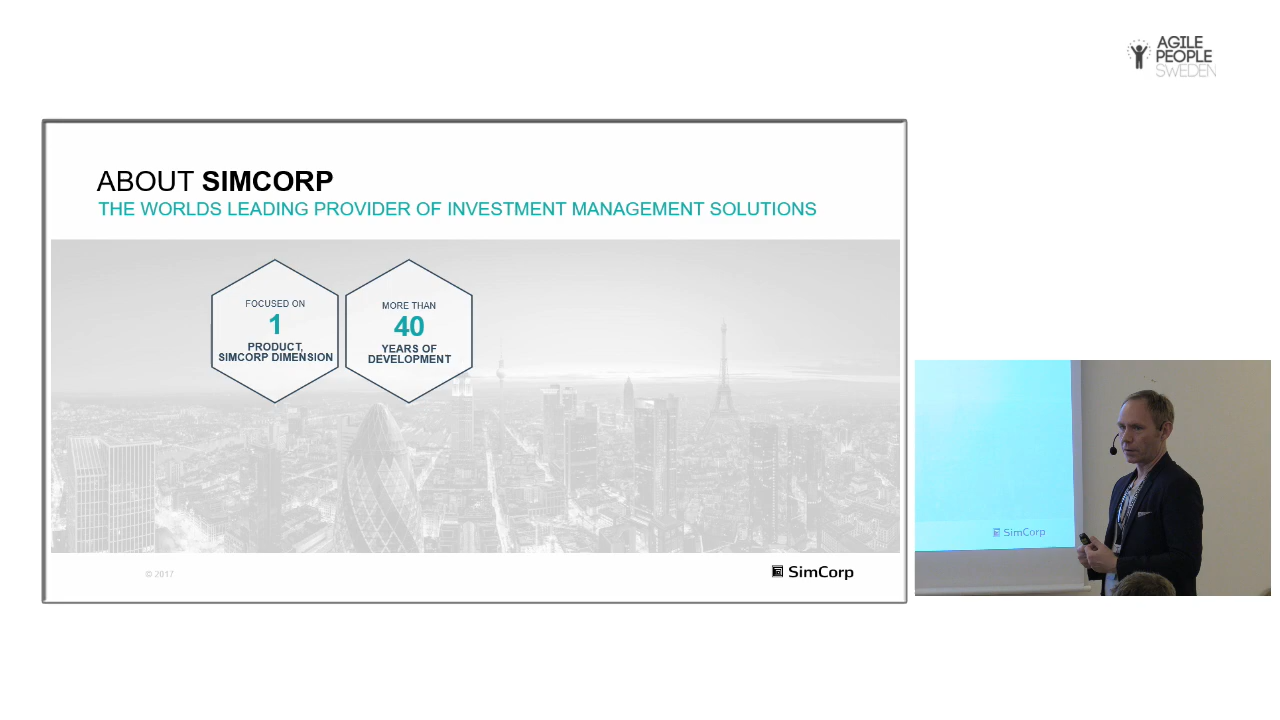 AGILE
PEOPLE
SWEDEN
ABOUT SIMCORP
THE WORLDS LEADING PROVIDER OF INVESTMENT MANAGEMENT SOLUTIONS
FOCUSED ON
1
PRODUCT,
SIMCORP DIMENSION
MORE THAN
40
YEARS OF
DEVELOPMENT
© 2017
SimCorp
SimCorp